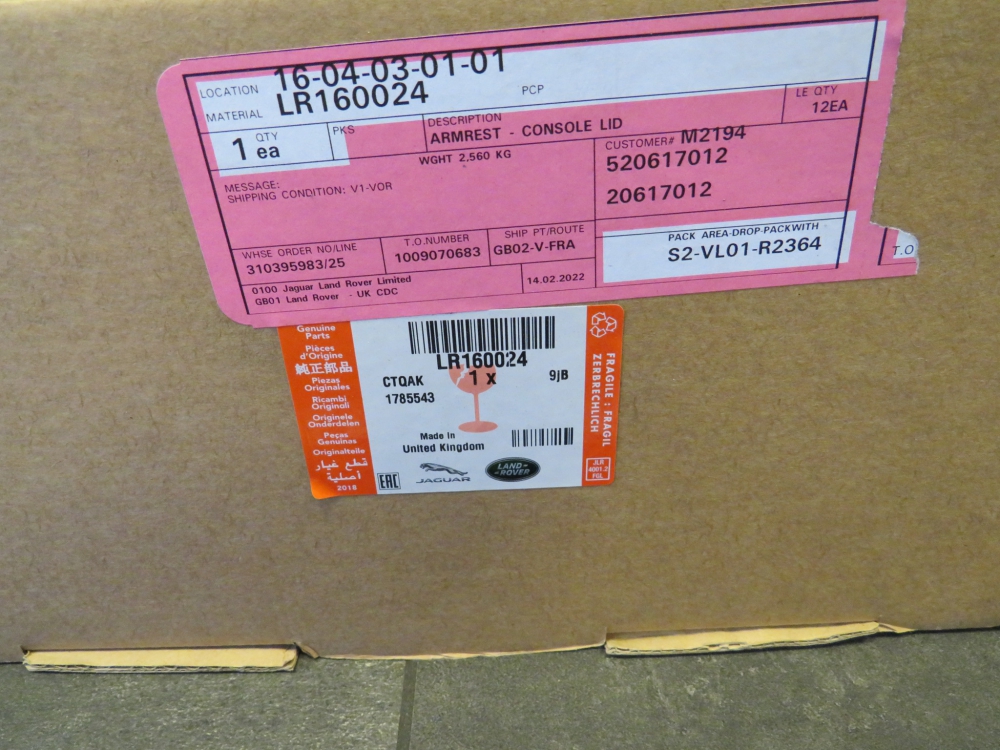 LOCATION 16-04-03-01-01
MATERIAL LR160024 PCP
LE QTY
12EA
QTY
1 ea
PKS
DESCRIPTION
ARMREST - CONSOLE LID
WGHT 2.560 KG
CUSTOMER# M2194
520617012
20617012
MESSAGE:
SHIPPING CONDITION: V1-VOR
WHSE ORDER NO/LINE
310395983/25
T.O.NUMBER
1009070683
SHIP PT/ROUTE
GB02-V-FRA
PACK AREA-DROP-PACKWITH
S2-VL01-R2364
T.O
0100 Jaguar Land Rover Limited
GB01 Land Rover - UK CDC
14.02.2022
Genuine
Parts
Pièces
d'Origine
純正部品
Piezas
Originales
Ricambi
Originali
Originele
Onderdelen
Peças
Genuínas
Originalteile
قطع غيار
أصلية
2018
LR160024
1 x
9jB
CTQAK
1785543
Made in
United Kingdom
EAC
JAGUAR
LAND-
-ROVER
FRAGILE : FRAGIL
ZERBRECHLICH
JLR
4001.2
FGL